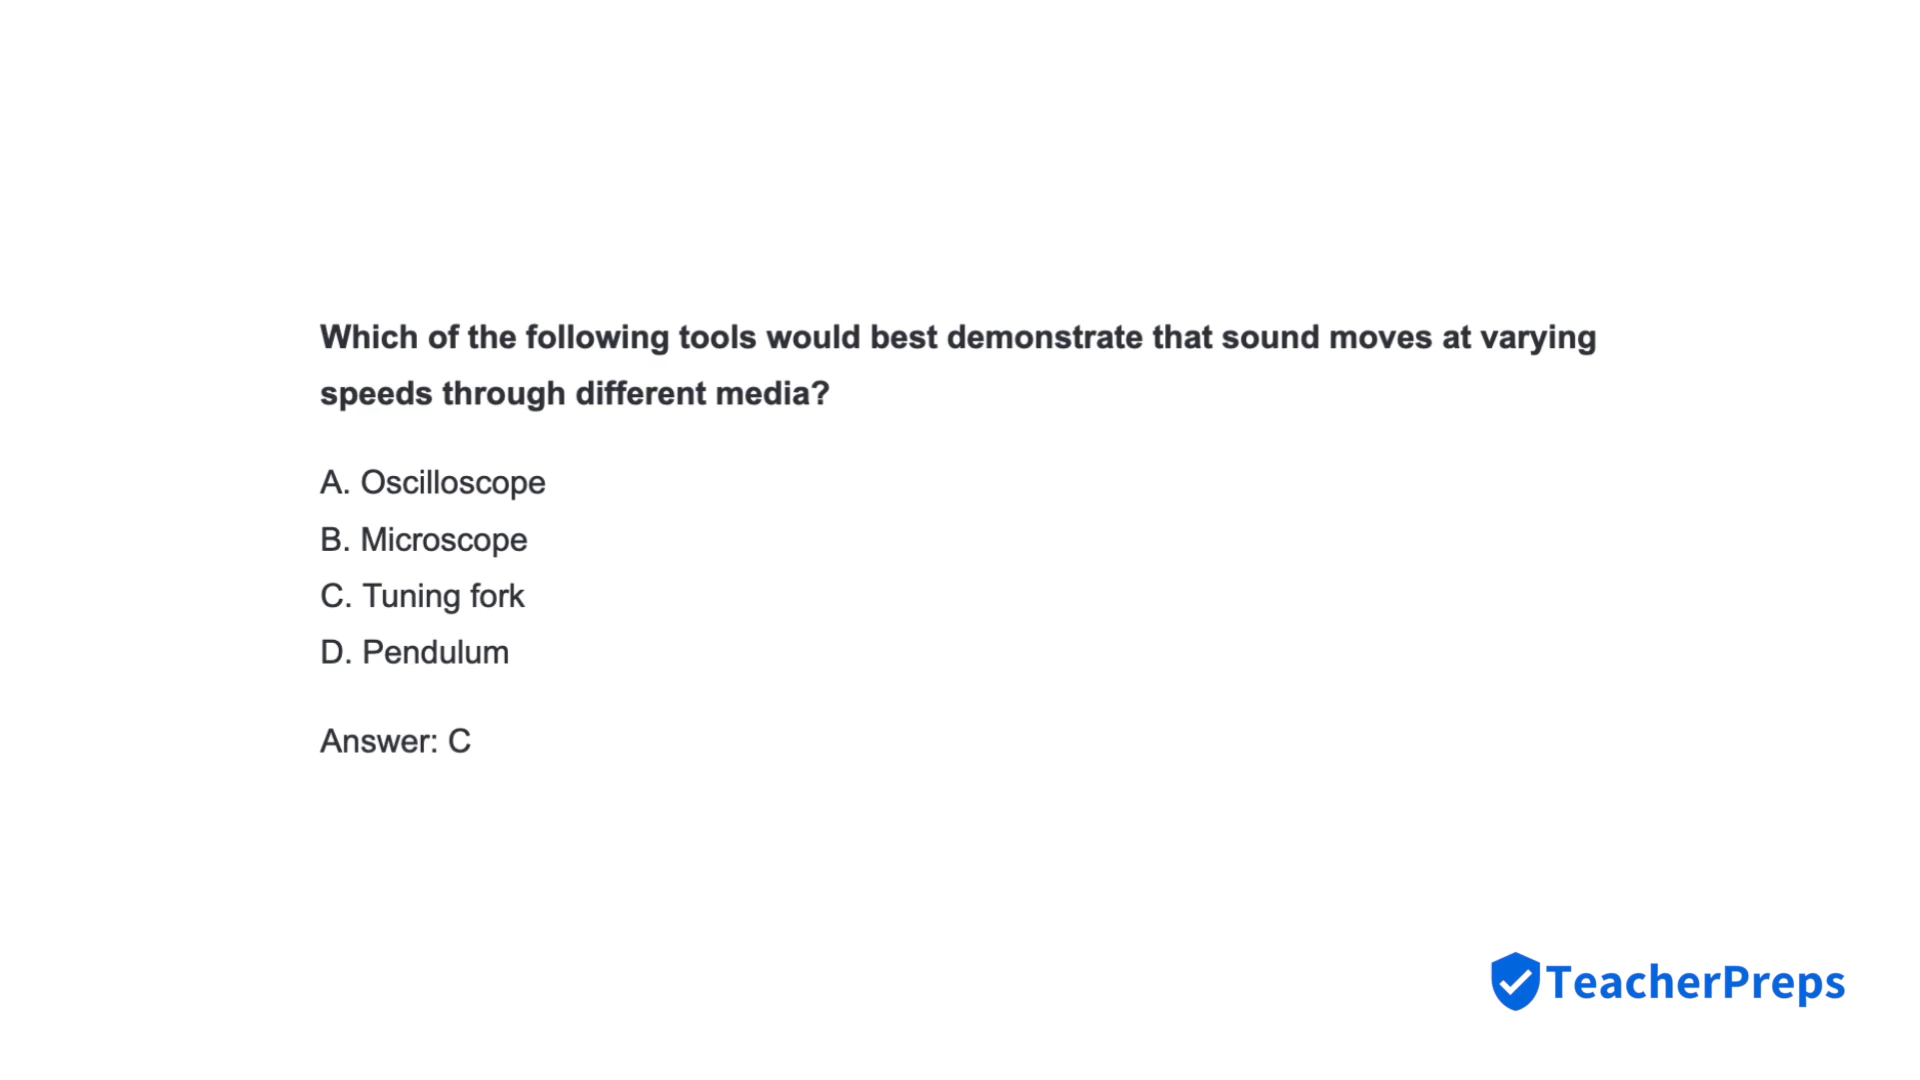 Which of the following tools would best demonstrate that sound moves at varying
speeds through different media?
A. Oscilloscope
B. Microscope
C. Tuning fork
D. Pendulum
Answer: C
TeacherPreps